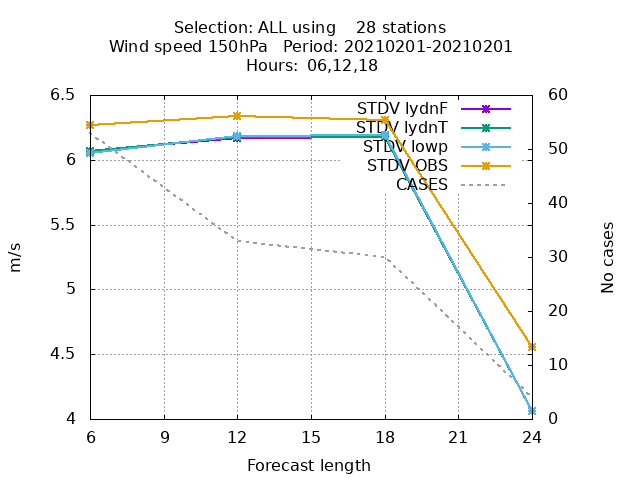 Selection: ALL using    28 stations
Wind speed 150hPa   Period: 20210201-20210201
Hours:  06,12,18
STDV lydnF
STDV lydnT
STDV lowp
STDV OBS
CASES
6.5
6
5.5
5
4.5
4
m/s
60
50
40
30
20
10
0
No cases
6 9 12 15 18 21 24
Forecast length